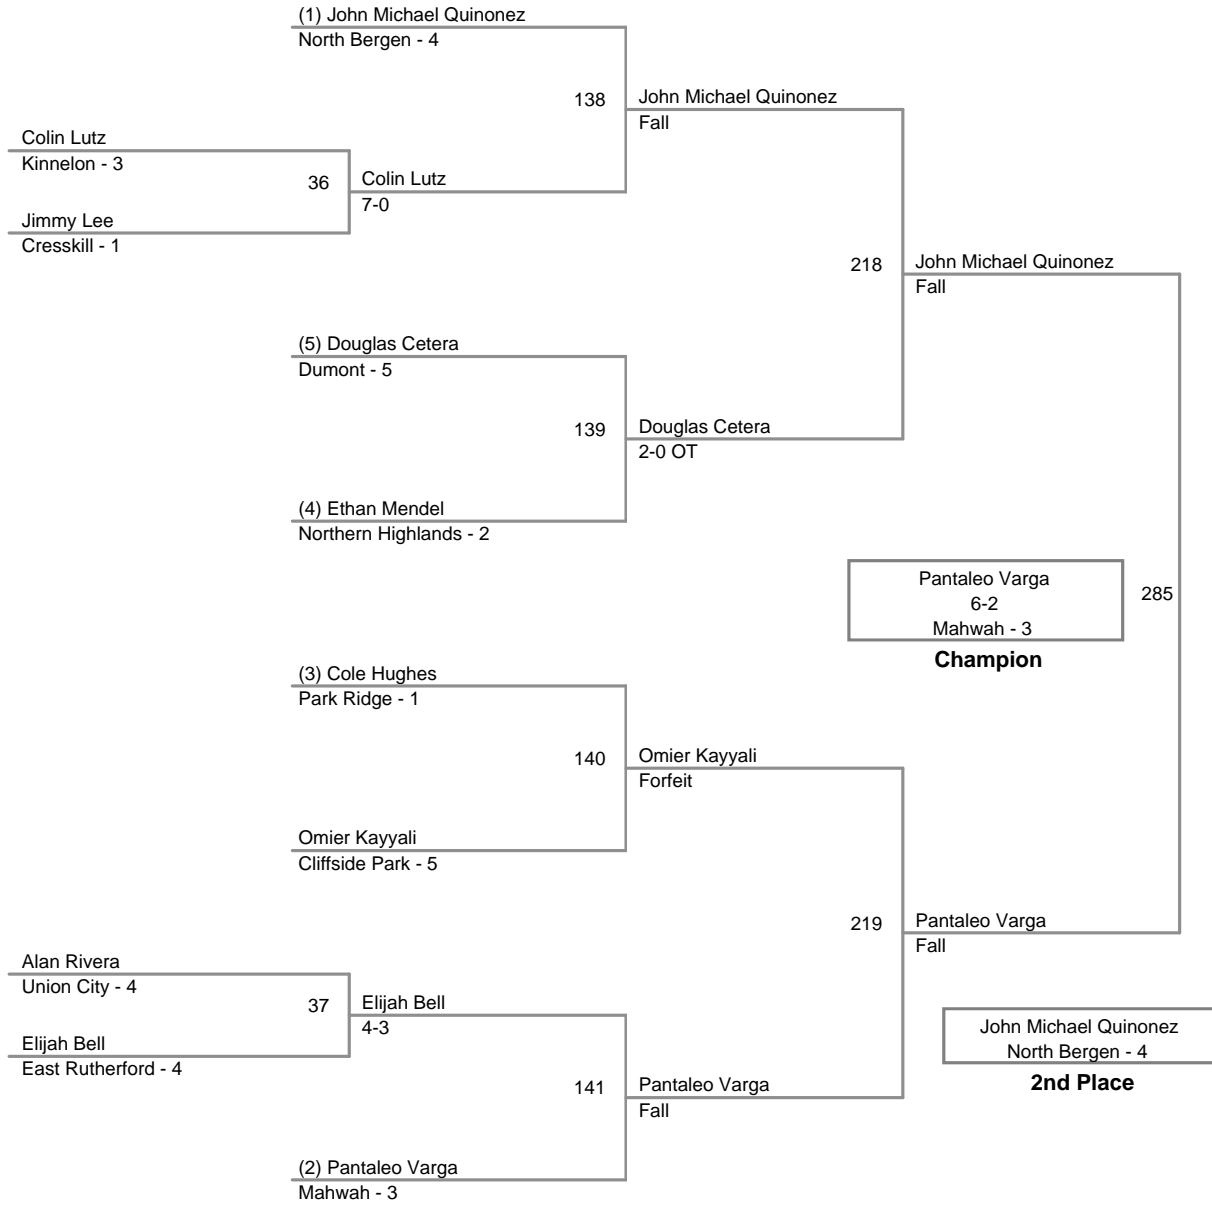 (1) John Michael Quinonez
North Bergen - 4
138
John Michael Quinonez
Fall
Colin Lutz
Kinnelon - 3
36
Colin Lutz
7-0
Jimmy Lee
Cresskill - 1
218
John Michael Quinonez
Fall
(5) Douglas Cetera
Dumont - 5
139
Douglas Cetera
2-0 OT
(4) Ethan Mendel
Northern Highlands - 2
Pantaleo Varga
6-2
Mahwah - 3
Champion
285
(3) Cole Hughes
Park Ridge - 1
140
Omier Kayyali
Forfeit
Omier Kayyali
Cliffside Park - 5
219
Pantaleo Varga
Fall
Alan Rivera
Union City - 4
37
Elijah Bell
4-3
Elijah Bell
East Rutherford - 4
John Michael Quinonez
North Bergen - 4
2nd Place
141
Pantaleo Varga
Fall
(2) Pantaleo Varga
Mahwah - 3